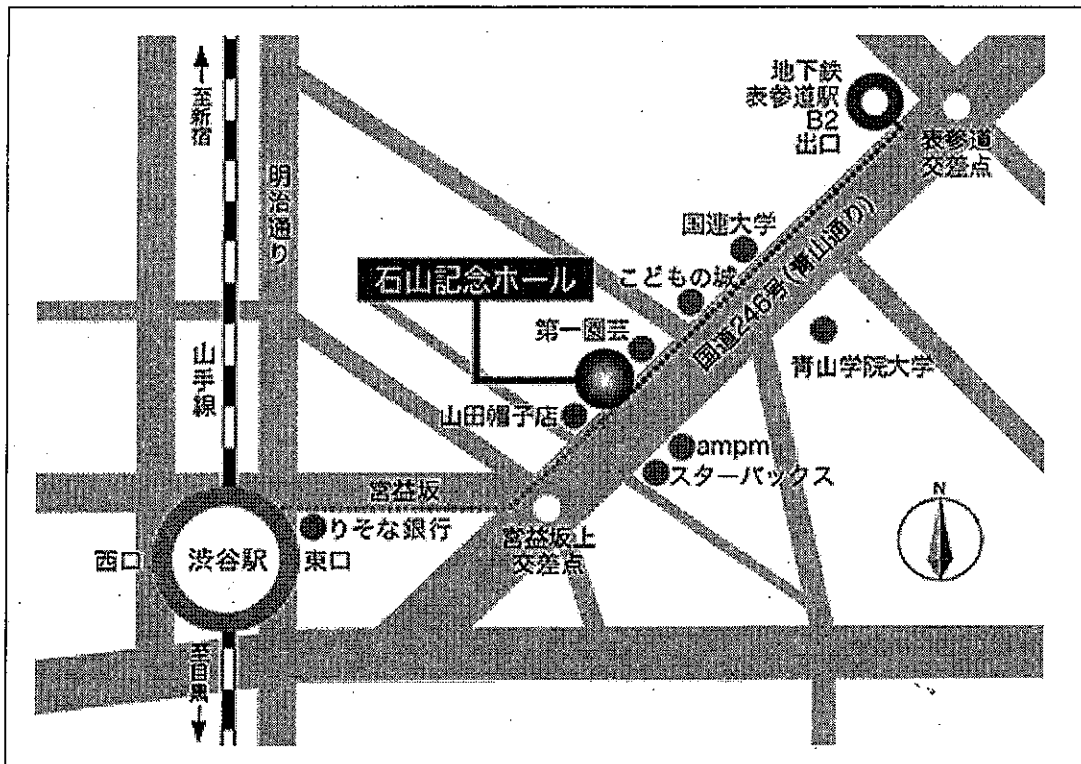 至新宿
明治通り
山手線
地下鉄
表参道駅
B2
出口
表参道
交差点
国連大学
こどもの城
国道246号(青山通り)
石山記念ホール
第一園芸
青山学院大学
山田帽子店
ampm
スターバックス
宮益坂
りそな銀行
宮益坂上
交差点
西口
渋谷駅
東口
至目黒
N